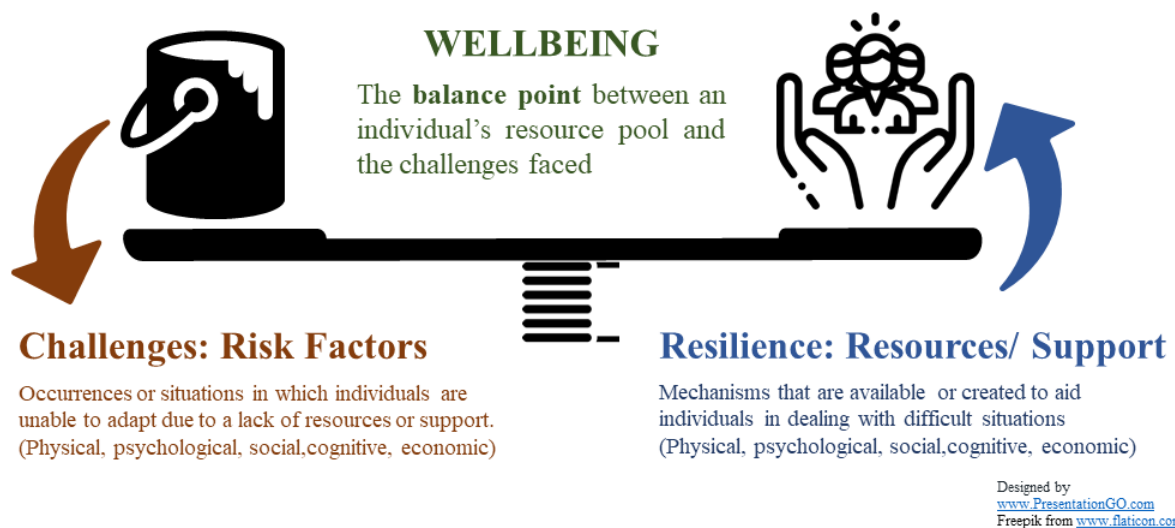 WELLBEING
The balance point between an
individual's resource pool and
the challenges faced
Challenges: Risk Factors
Occurrences or situations in which individuals are
unable to adapt due to a lack of resources or support.
(Physical, psychological, social,cognitive, economic)
Resilience: Resources/ Support
Mechanisms that are available or created to aid
individuals in dealing with difficult situations
(Physical, psychological, social,cognitive, economic)
Designed by
www.PresentationGO.com
Freepik from www.flaticon.com